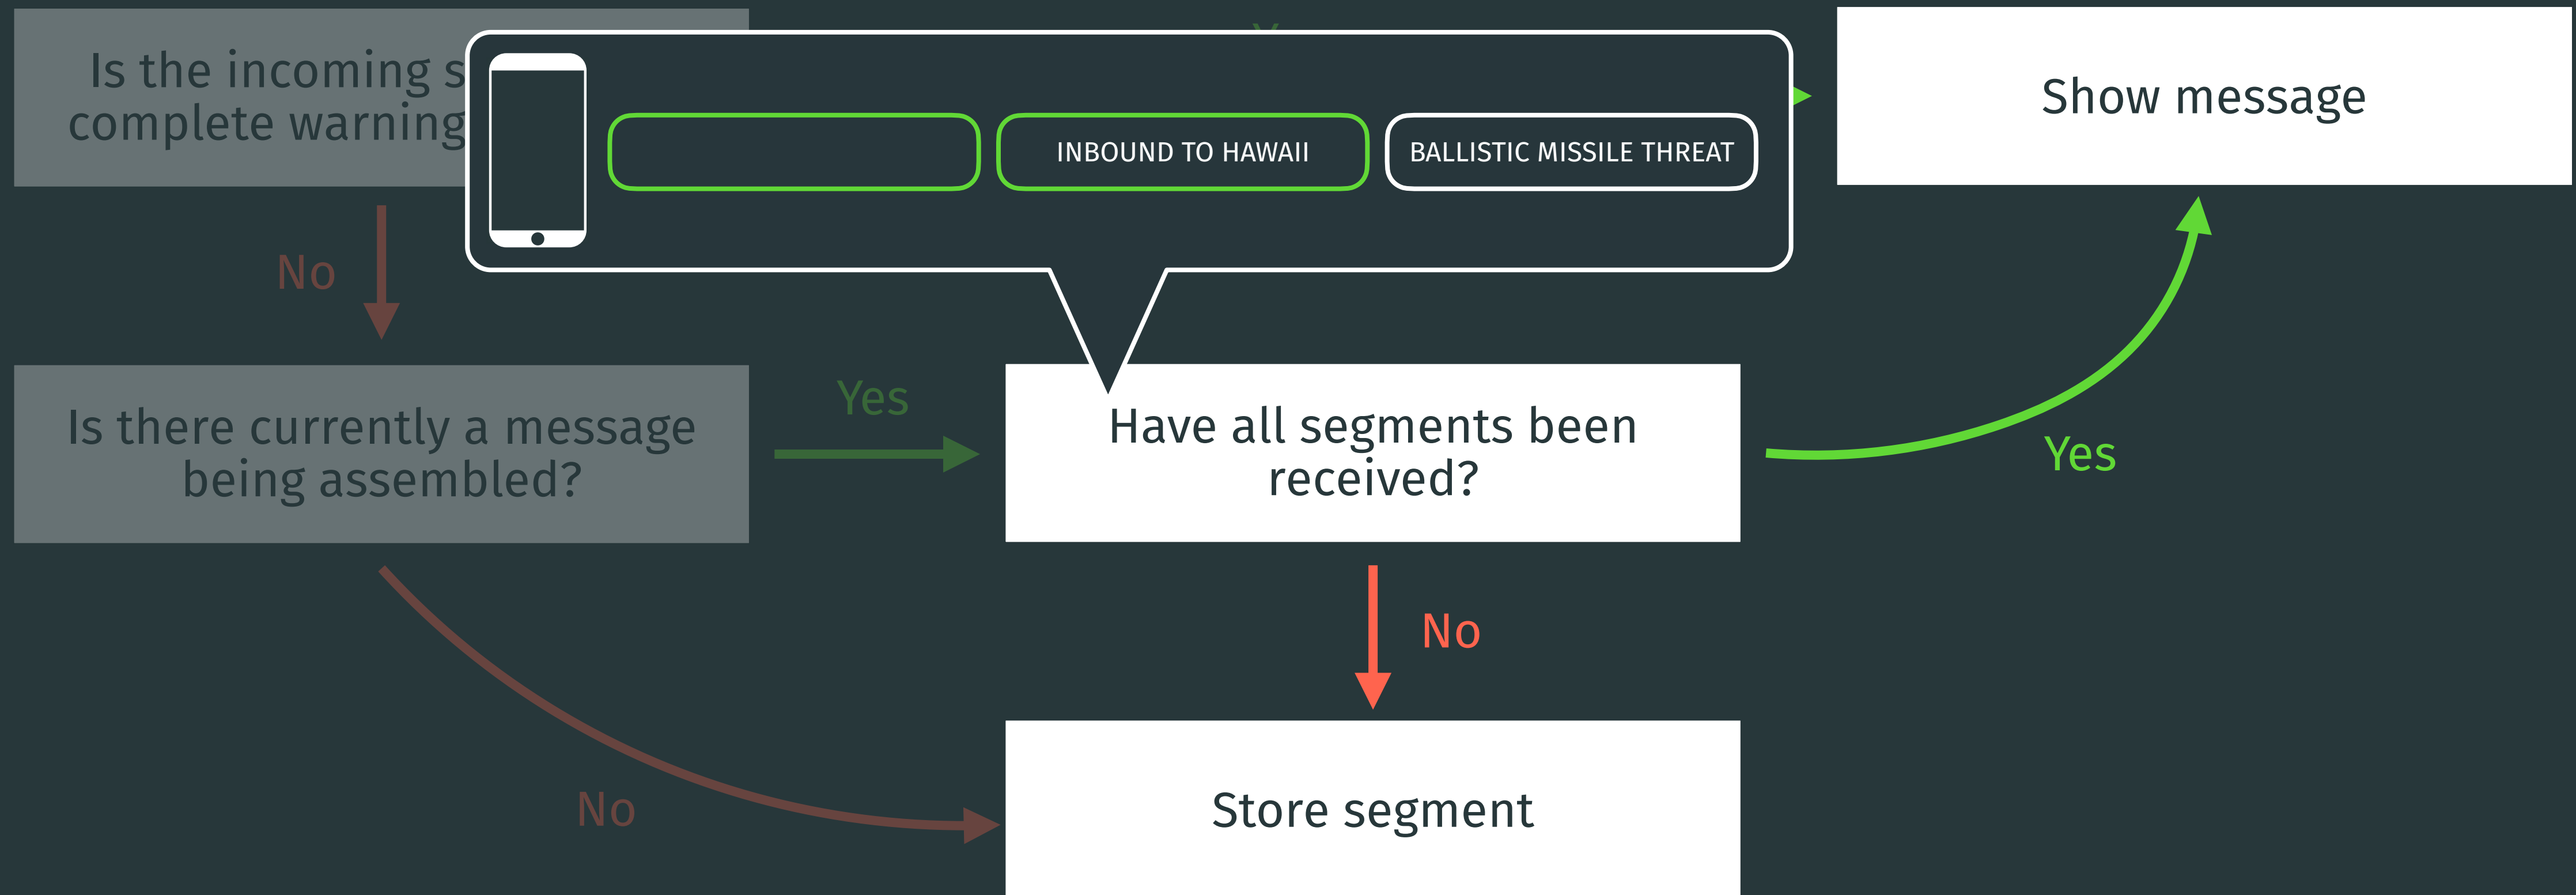 Is the incoming
complete warning
INBOUND TO HAWAII
BALLISTIC MISSILE THREAT
Show message
No
Is there currently a message
being assembled?
Yes
Have all segments been
received?
Yes
No
No
Store segment